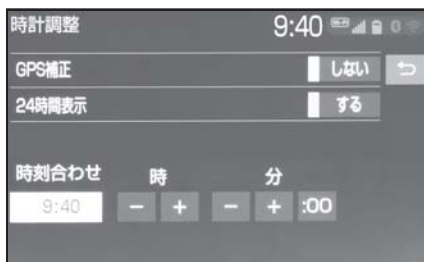 時計調整 9:40 0
GPS補正 しない
24時間表示 する
時刻合わせ 時 分
9:40 － ＋ － ＋ :00